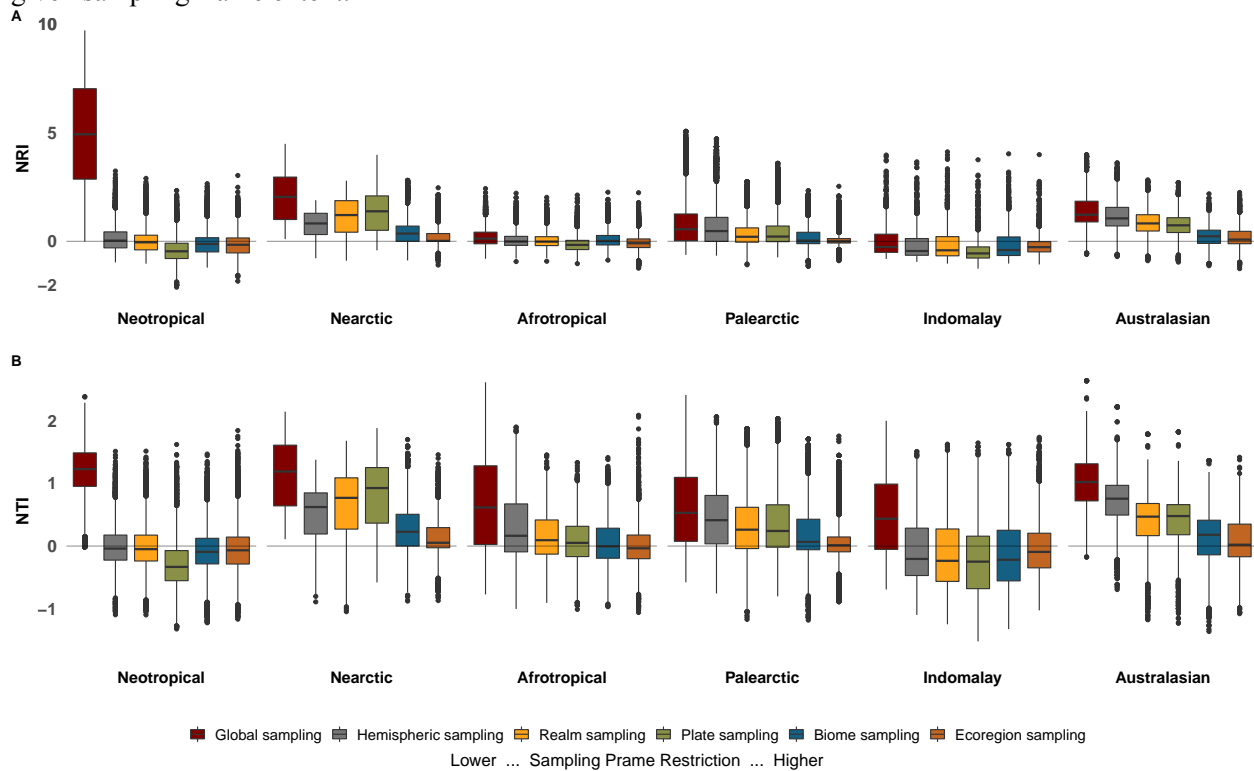 A
10
5
0
−2
NRI
Neotropical Nearctic Afrotropical Palearctic Indomalay Australasian
B
2
1
0
−1
NTI
Neotropical Nearctic Afrotropical Palearctic Indomalay Australasian
Global sampling Hemispheric sampling Realm sampling Plate sampling Biome sampling Ecoregion sampling
Lower ... Sampling Prame Restriction ... Higher